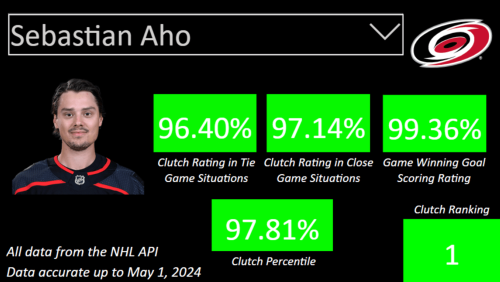 Sebastian Aho
96.40% 97.14% 99.36%
Clutch Rating in Tie Clutch Rating in Close Game Winning Goal
Game Situations Game Situations Scoring Rating
97.81%
Clutch Percentile
Clutch Ranking
1
All data from the NHL API
Data accurate up to May 1, 2024